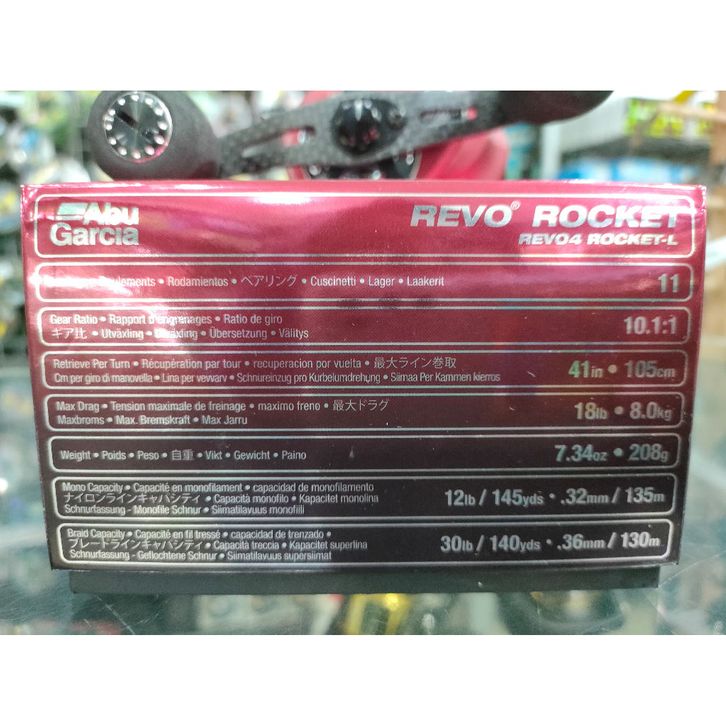 Abu
Garcia
REVO® ROCKET
REVO4 ROCKET-L
Rodamientos • ベアリング • Cuscinetti • Lager • Laakerit
11
Gear Ratio • Rapport d'engrenages • Ratio de giro
ギア比 • Utväxling • Utveksling • Übersetzung • Välitys
10.1:1
Retrieve Per Turn • Récupération par tour • recuperacion por vuelta • 最大ライン巻取
Cm per giro di manovella • Lina per vevvarv • Schnureinzug pro Kurbelumdrehung • Siimaa Per Kammen kierros
41in • 105cm
Max Drag • Tension maximale de freinage • maximo freno • 最大ドラグ
Maxbroms • Max. Bremskraft • Max Jarru
18lb • 8.0kg
Weight • Poids • Peso • 自重 • Vikt • Gewicht • Paino
7.34oz • 208g
Mono Capacity • Capacité en monofilament • capacidad de monofilamento
ナイロンラインキャパシティ • Capacità monofilo • Kapacitet monolina
Schnurfassung - Monofile Schnur • Siimatilavuus monofiili
12lb / 145yds • .32mm / 135m
Braid Capacity • Capacité en fil tressé • capacidad de trenzado •
ブレードラインキャパシティ • Capacità treccia • Kapacitet superlina
Schnurfassung - Geflochtene Schnur • Siimatilavuus supersiimat
30lb / 140yds • .36mm / 130m